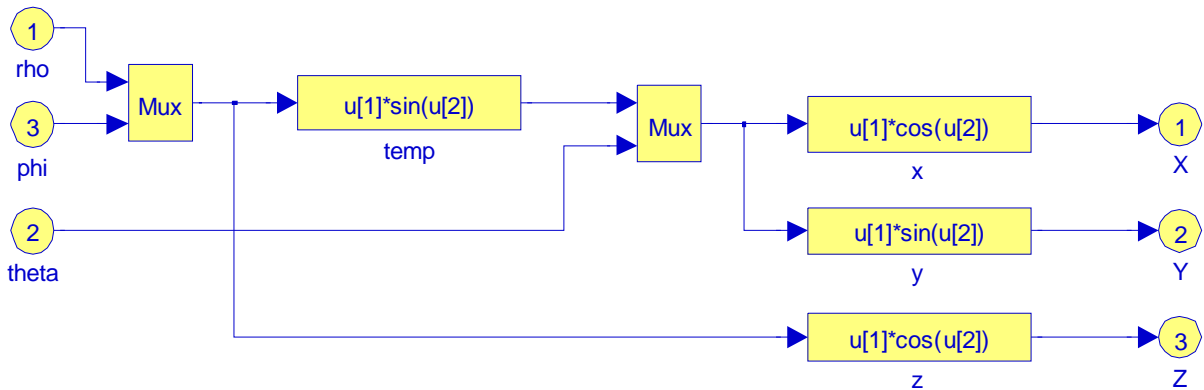 1
rho
3
phi
Mux
u[1]*sin(u[2])
temp
2
theta
Mux
u[1]*cos(u[2])
x
1
X
u[1]*sin(u[2])
y
2
Y
u[1]*cos(u[2])
z
3
Z